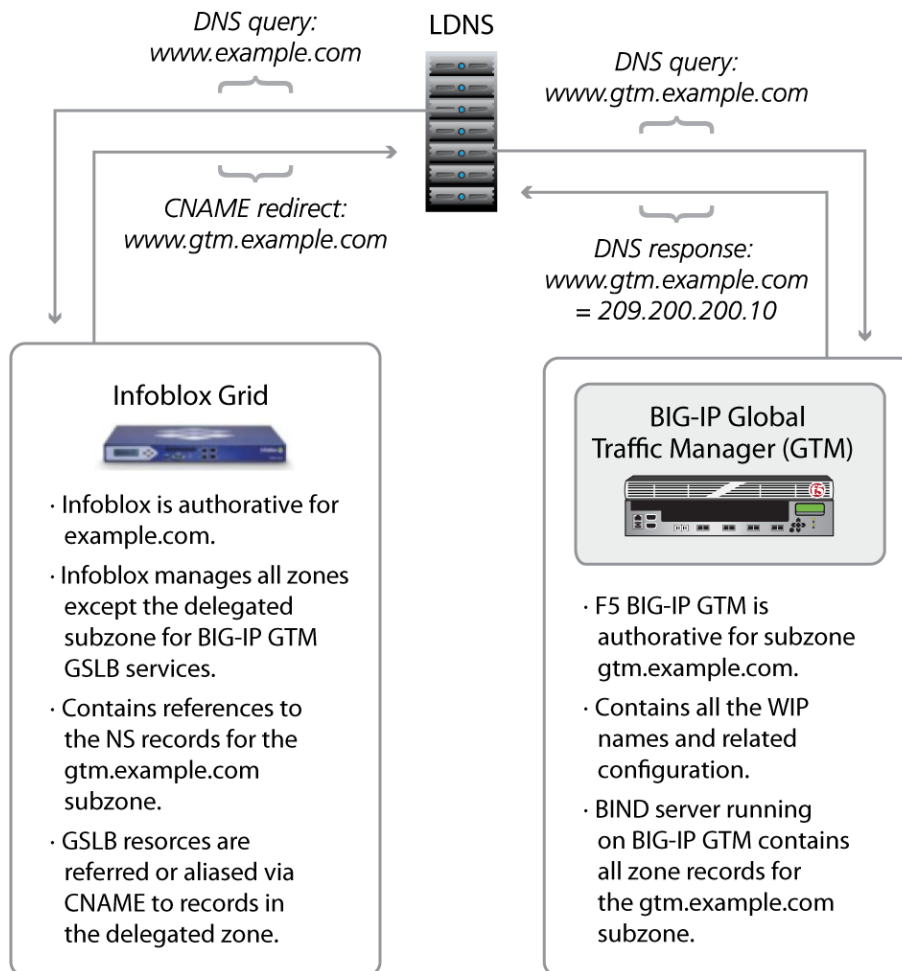 DNS query:
www.example.com
LDNS
DNS query:
www.gtm.example.com
CNAME redirect:
www.gtm.example.com
DNS response:
www.gtm.example.com
= 209.200.200.10
Infoblox Grid
· Infoblox is authorative for
example.com.
· Infoblox manages all zones
except the delegated
subzone for BIG-IP GTM
GSLB services.
· Contains references to
the NS records for the
gtm.example.com
subzone.
· GSLB resorces are
referred or aliased via
CNAME to records in
the delegated zone.
BIG-IP Global
Traffic Manager (GTM)
f5
· F5 BIG-IP GTM is
authorative for subzone
gtm.example.com.
· Contains all the WIP
names and related
configuration.
· BIND server running
on BIG-IP GTM contains
all zone records for
the gtm.example.com
subzone.